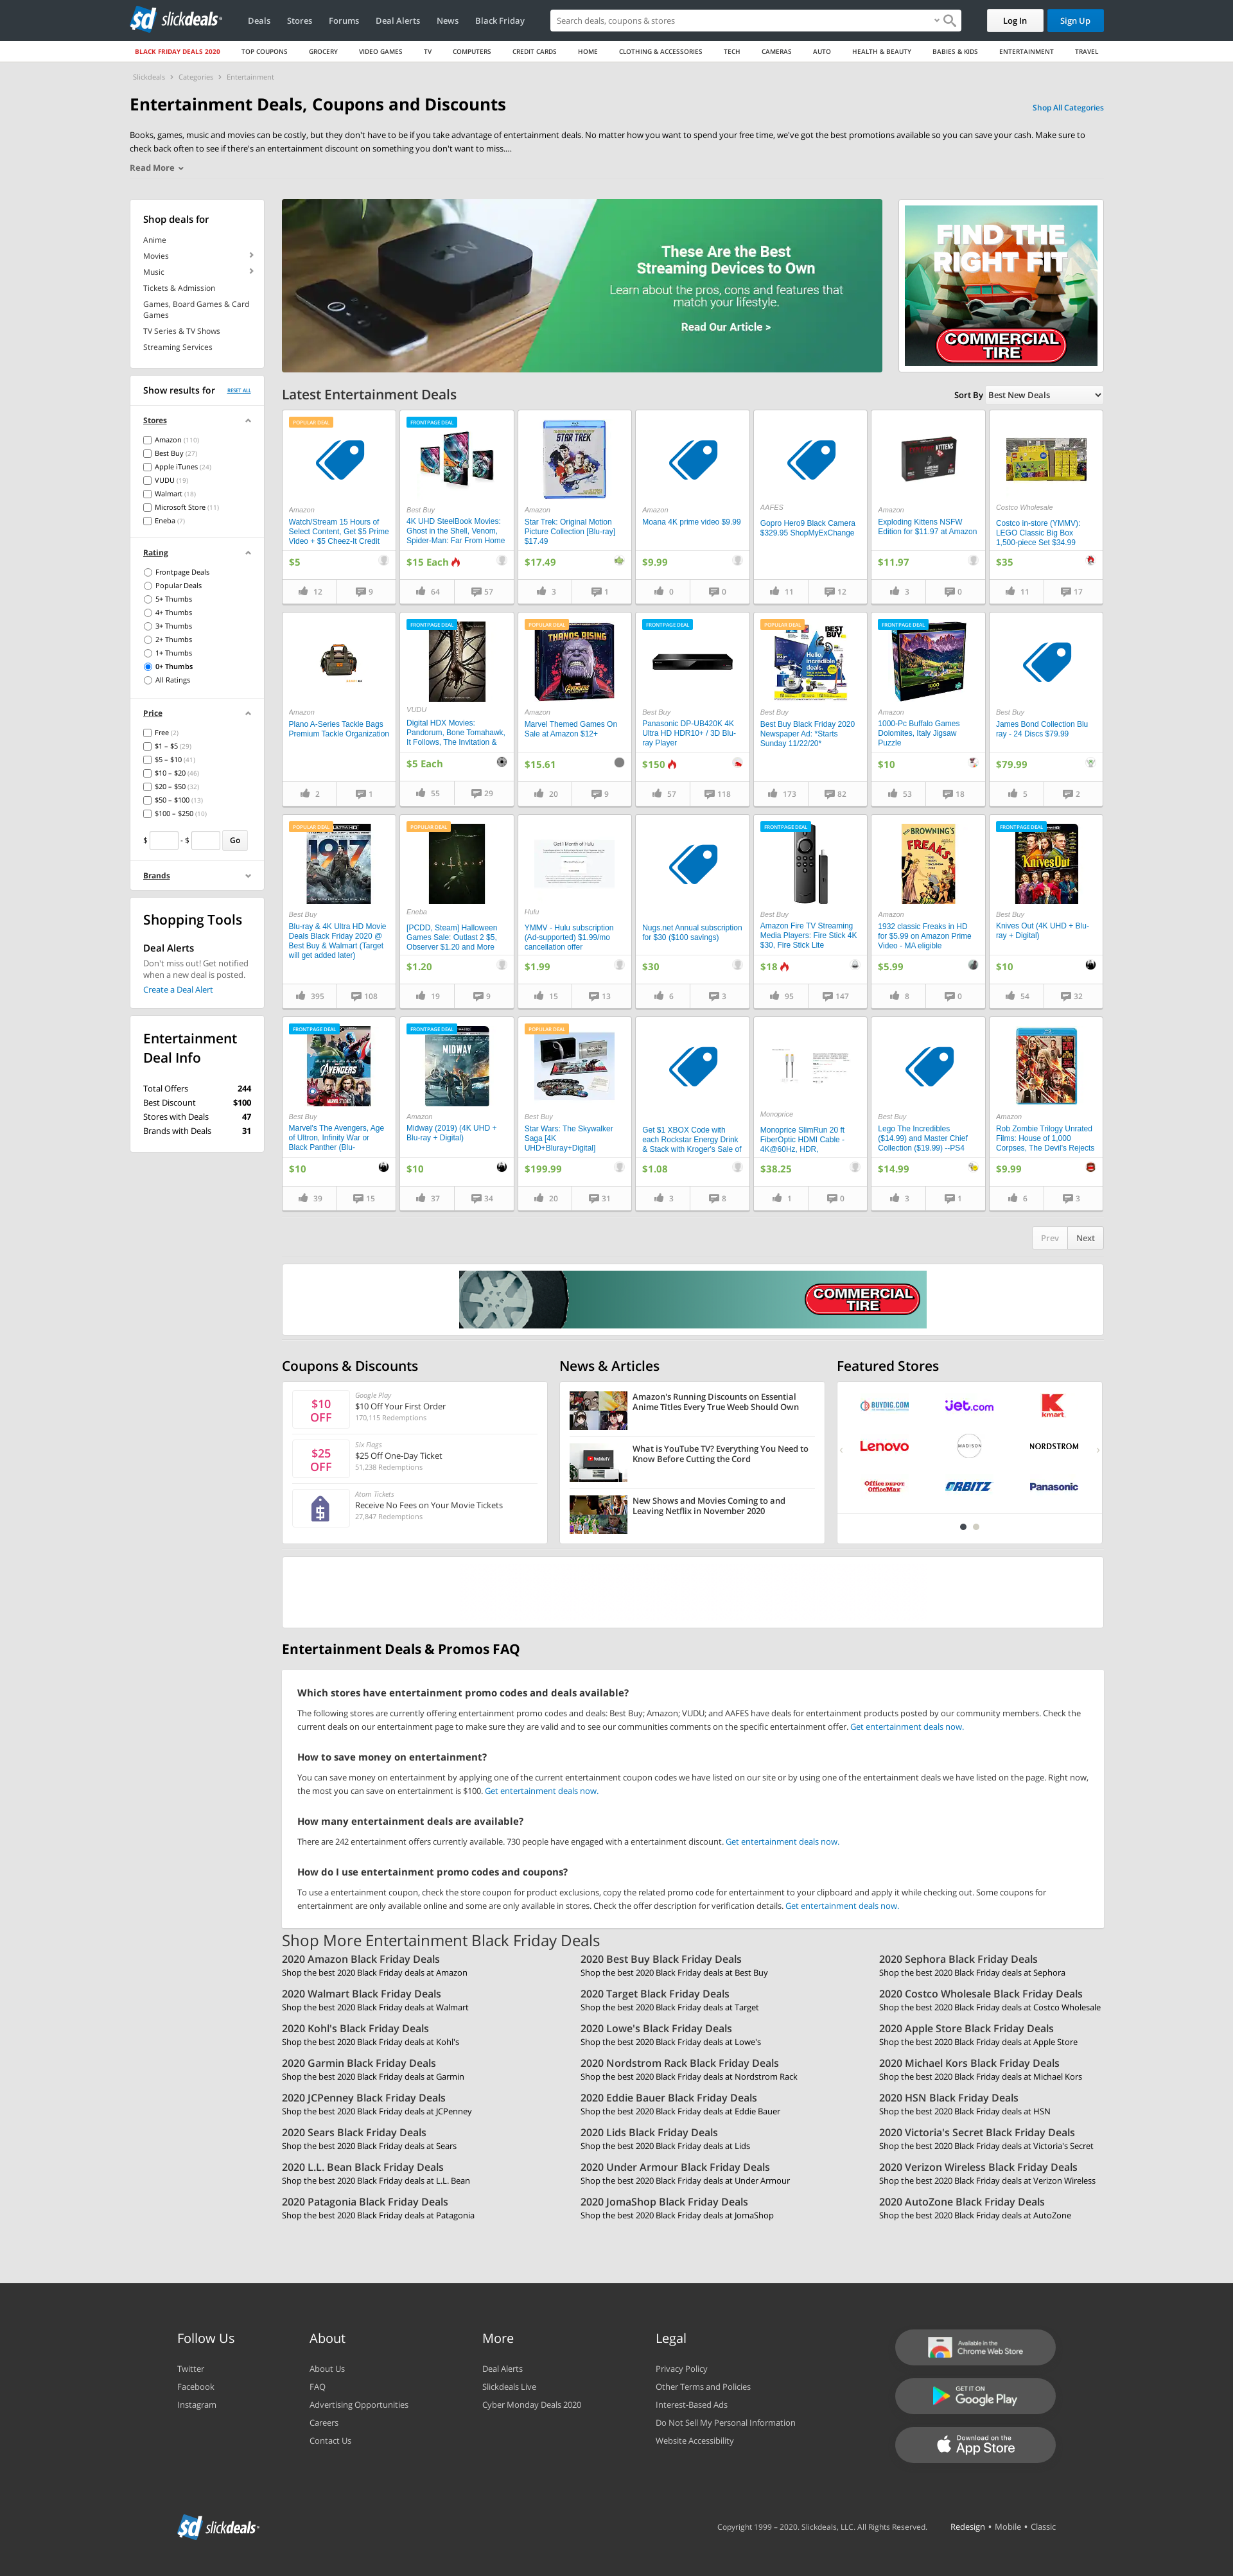 slickdeals
Deals
Stores
Forums
Deal Alerts
News
Black Friday
Search deals, coupons & stores
Log In
Sign Up
BLACK FRIDAY DEALS 2020
TOP COUPONS
GROCERY
VIDEO GAMES
TV
COMPUTERS
CREDIT CARDS
HOME
CLOTHING & ACCESSORIES
TECH
CAMERAS
AUTO
HEALTH & BEAUTY
BABIES & KIDS
ENTERTAINMENT
TRAVEL
Slickdeals > Categories > Entertainment
Entertainment Deals, Coupons and Discounts
Shop All Categories
Books, games, music and movies can be costly, but they don't have to be if you take advantage of entertainment deals. No matter how you want to spend your free time, we've got the best promotions available so you can save your cash. Make sure to
check back often to see if there's an entertainment discount on something you don't want to miss....
Read More
Shop deals for
Anime
Movies
Music
Tickets & Admission
Games, Board Games & Card
Games
TV Series & TV Shows
Streaming Services
These Are the Best
Streaming Devices to Own
Learn about the pros, cons and features that
match your lifestyle.
Read Our Article >
FIND THE
RIGHT FIT
COMMERCIAL
TIRE
Show results for
RESET ALL
Stores
Amazon (110)
Best Buy (27)
Apple iTunes (24)
VUDU (19)
Walmart (18)
Microsoft Store (11)
Eneba (7)
Rating
Frontpage Deals
Popular Deals
5+ Thumbs
4+ Thumbs
3+ Thumbs
2+ Thumbs
1+ Thumbs
0+ Thumbs
All Ratings
Price
Free (2)
$1 – $5 (29)
$5 – $10 (41)
$10 – $20 (46)
$20 – $50 (32)
$50 – $100 (13)
$100 – $250 (10)
$ - $ Go
Brands
Shopping Tools
Deal Alerts
Don't miss out! Get notified
when a new deal is posted.
Create a Deal Alert
Entertainment
Deal Info
Total Offers 244
Best Discount $100
Stores with Deals 47
Brands with Deals 31
Latest Entertainment Deals
Sort By Best New Deals
POPULAR DEAL
Amazon
Watch/Stream 15 Hours of
Select Content, Get $5 Prime
Video + $5 Cheez-It Credit
$5
12 9
FRONTPAGE DEAL
Best Buy
4K UHD SteelBook Movies:
Ghost in the Shell, Venom,
Spider-Man: Far From Home
$15 Each
64 57
STAR TREK
Amazon
Star Trek: Original Motion
Picture Collection [Blu-ray]
$17.49
$17.49
3 1
Amazon
Moana 4K prime video $9.99
$9.99
0 0
AAFES
Gopro Hero9 Black Camera
$329.95 ShopMyExChange
11 12
KITTENS
Amazon
Exploding Kittens NSFW
Edition for $11.97 at Amazon
$11.97
3 0
Costco Wholesale
Costco in-store (YMMV):
LEGO Classic Big Box
1,500-piece Set $34.99
$35
11 17
Amazon
Plano A-Series Tackle Bags
Premium Tackle Organization
2 1
FRONTPAGE DEAL
VUDU
Digital HDX Movies:
Pandorum, Bone Tomahawk,
It Follows, The Invitation &
$5 Each
55 29
POPULAR DEAL
THANOS RISING
AVENGERS
Amazon
Marvel Themed Games On
Sale at Amazon $12+
$15.61
20 9
FRONTPAGE DEAL
Best Buy
Panasonic DP-UB420K 4K
Ultra HD HDR10+ / 3D Blu-
ray Player
$150
57 118
POPULAR DEAL
BEST BUY
Hello,
incredible
deals.
Best Buy
Best Buy Black Friday 2020
Newspaper Ad: *Starts
Sunday 11/22/20*
173 82
FRONTPAGE DEAL
1000
Amazon
1000-Pc Buffalo Games
Dolomites, Italy Jigsaw
Puzzle
$10
53 18
Best Buy
James Bond Collection Blu
ray - 24 Discs $79.99
$79.99
5 2
POPULAR DEAL
1917
Best Buy
Blu-ray & 4K Ultra HD Movie
Deals Black Friday 2020 @
Best Buy & Walmart (Target
will get added later)
395 108
POPULAR DEAL
OUTLAST
Eneba
[PCDD, Steam] Halloween
Games Sale: Outlast 2 $5,
Observer $1.20 and More
$1.20
19 9
Get 1 Month of Hulu
Hulu
YMMV - Hulu subscription
(Ad-supported) $1.99/mo
cancellation offer
$1.99
15 13
Nugs.net Annual subscription
for $30 ($100 savings)
$30
6 3
FRONTPAGE DEAL
Best Buy
Amazon Fire TV Streaming
Media Players: Fire Stick 4K
$30, Fire Stick Lite
$18
95 147
BROWNING'S
FREAKS
Amazon
1932 classic Freaks in HD
for $5.99 on Amazon Prime
Video - MA eligible
$5.99
8 0
FRONTPAGE DEAL
KNIVES OUT
Best Buy
Knives Out (4K UHD + Blu-
ray + Digital)
$10
54 32
FRONTPAGE DEAL
AVENGERS
Best Buy
Marvel's The Avengers, Age
of Ultron, Infinity War or
Black Panther (Blu-
$10
39 15
FRONTPAGE DEAL
MIDWAY
Amazon
Midway (2019) (4K UHD +
Blu-ray + Digital)
$10
37 34
POPULAR DEAL
Best Buy
Star Wars: The Skywalker
Saga [4K
UHD+Bluray+Digital]
$199.99
20 31
Get $1 XBOX Code with
each Rockstar Energy Drink
& Stack with Kroger's Sale of
$1.08
3 8
Monoprice
Monoprice SlimRun 20 ft
FiberOptic HDMI Cable -
4K@60Hz, HDR,
$38.25
1 0
Best Buy
Lego The Incredibles
($14.99) and Master Chief
Collection ($19.99) --PS4
$14.99
3 1
Amazon
Rob Zombie Trilogy Unrated
Films: House of 1,000
Corpses, The Devil's Rejects
$9.99
6 3
Prev
Next
COMMERCIAL
TIRE
Coupons & Discounts
$10
OFF
Google Play
$10 Off Your First Order
170,115 Redemptions
$25
OFF
Six Flags
$25 Off One-Day Ticket
51,238 Redemptions
Atom Tickets
Receive No Fees on Your Movie Tickets
27,847 Redemptions
News & Articles
Amazon's Running Discounts on Essential
Anime Titles Every True Weeb Should Own
YouTube TV
What is YouTube TV? Everything You Need to
Know Before Cutting the Cord
New Shows and Movies Coming to and
Leaving Netflix in November 2020
Featured Stores
BUYDIG.COM
jet.com
kmart
Lenovo
MADISON
NORDSTROM
Office DEPOT
OfficeMax
ORBITZ
Panasonic
Entertainment Deals & Promos FAQ
Which stores have entertainment promo codes and deals available?
The following stores are currently offering entertainment promo codes and deals: Best Buy; Amazon; VUDU; and AAFES have deals for entertainment products posted by our community members. Check the
current deals on our entertainment page to make sure they are valid and to see our communities comments on the specific entertainment offer. Get entertainment deals now.
How to save money on entertainment?
You can save money on entertainment by applying one of the current entertainment coupon codes we have listed on our site or by using one of the entertainment deals we have listed on the page. Right now,
the most you can save on entertainment is $100. Get entertainment deals now.
How many entertainment deals are available?
There are 242 entertainment offers currently available. 730 people have engaged with a entertainment discount. Get entertainment deals now.
How do I use entertainment promo codes and coupons?
To use a entertainment coupon, check the store coupon for product exclusions, copy the related promo code for entertainment to your clipboard and apply it while checking out. Some coupons for
entertainment are only available online and some are only available in stores. Check the offer description for verification details. Get entertainment deals now.
Shop More Entertainment Black Friday Deals
2020 Amazon Black Friday Deals
Shop the best 2020 Black Friday deals at Amazon
2020 Best Buy Black Friday Deals
Shop the best 2020 Black Friday deals at Best Buy
2020 Sephora Black Friday Deals
Shop the best 2020 Black Friday deals at Sephora
2020 Walmart Black Friday Deals
Shop the best 2020 Black Friday deals at Walmart
2020 Target Black Friday Deals
Shop the best 2020 Black Friday deals at Target
2020 Costco Wholesale Black Friday Deals
Shop the best 2020 Black Friday deals at Costco Wholesale
2020 Kohl's Black Friday Deals
Shop the best 2020 Black Friday deals at Kohl's
2020 Lowe's Black Friday Deals
Shop the best 2020 Black Friday deals at Lowe's
2020 Apple Store Black Friday Deals
Shop the best 2020 Black Friday deals at Apple Store
2020 Garmin Black Friday Deals
Shop the best 2020 Black Friday deals at Garmin
2020 Nordstrom Rack Black Friday Deals
Shop the best 2020 Black Friday deals at Nordstrom Rack
2020 Michael Kors Black Friday Deals
Shop the best 2020 Black Friday deals at Michael Kors
2020 JCPenney Black Friday Deals
Shop the best 2020 Black Friday deals at JCPenney
2020 Eddie Bauer Black Friday Deals
Shop the best 2020 Black Friday deals at Eddie Bauer
2020 HSN Black Friday Deals
Shop the best 2020 Black Friday deals at HSN
2020 Sears Black Friday Deals
Shop the best 2020 Black Friday deals at Sears
2020 Lids Black Friday Deals
Shop the best 2020 Black Friday deals at Lids
2020 Victoria's Secret Black Friday Deals
Shop the best 2020 Black Friday deals at Victoria's Secret
2020 L.L. Bean Black Friday Deals
Shop the best 2020 Black Friday deals at L.L. Bean
2020 Under Armour Black Friday Deals
Shop the best 2020 Black Friday deals at Under Armour
2020 Verizon Wireless Black Friday Deals
Shop the best 2020 Black Friday deals at Verizon Wireless
2020 Patagonia Black Friday Deals
Shop the best 2020 Black Friday deals at Patagonia
2020 JomaShop Black Friday Deals
Shop the best 2020 Black Friday deals at JomaShop
2020 AutoZone Black Friday Deals
Shop the best 2020 Black Friday deals at AutoZone
Follow Us
Twitter
Facebook
Instagram
About
About Us
FAQ
Advertising Opportunities
Careers
Contact Us
More
Deal Alerts
Slickdeals Live
Cyber Monday Deals 2020
Legal
Privacy Policy
Other Terms and Policies
Interest-Based Ads
Do Not Sell My Personal Information
Website Accessibility
Available in the
Chrome Web Store
GET IT ON
Google Play
Download on the
App Store
slickdeals
Copyright 1999 – 2020. Slickdeals, LLC. All Rights Reserved.
Redesign • Mobile • Classic